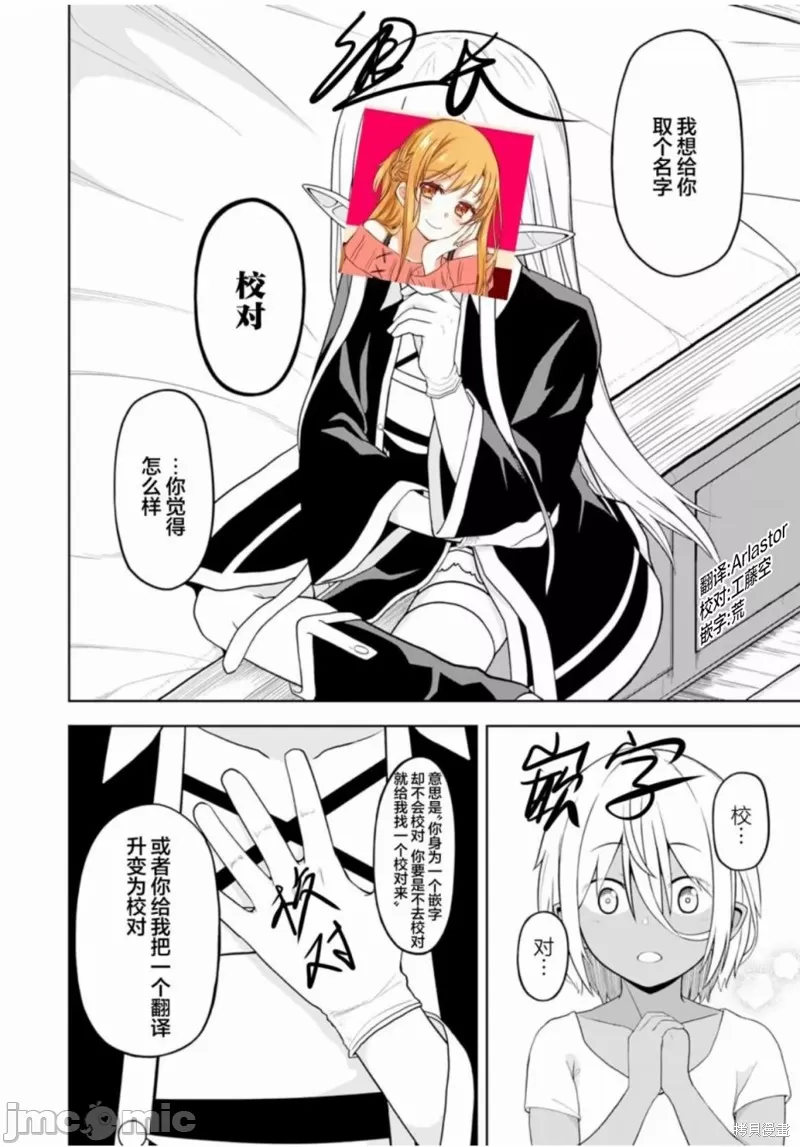 组长
我想给你
取个名字
校对
…你觉得
怎么样
翻译:Arlastor
校对:工藤空
嵌字:荒
嵌字
校…
对…
意思是“你身为一个嵌字
却不会校对 你要是不去校对
就给我找一个校对来”
校对
或者你给我把一个翻译
升变为校对
jmcomic
拷貝漫畫